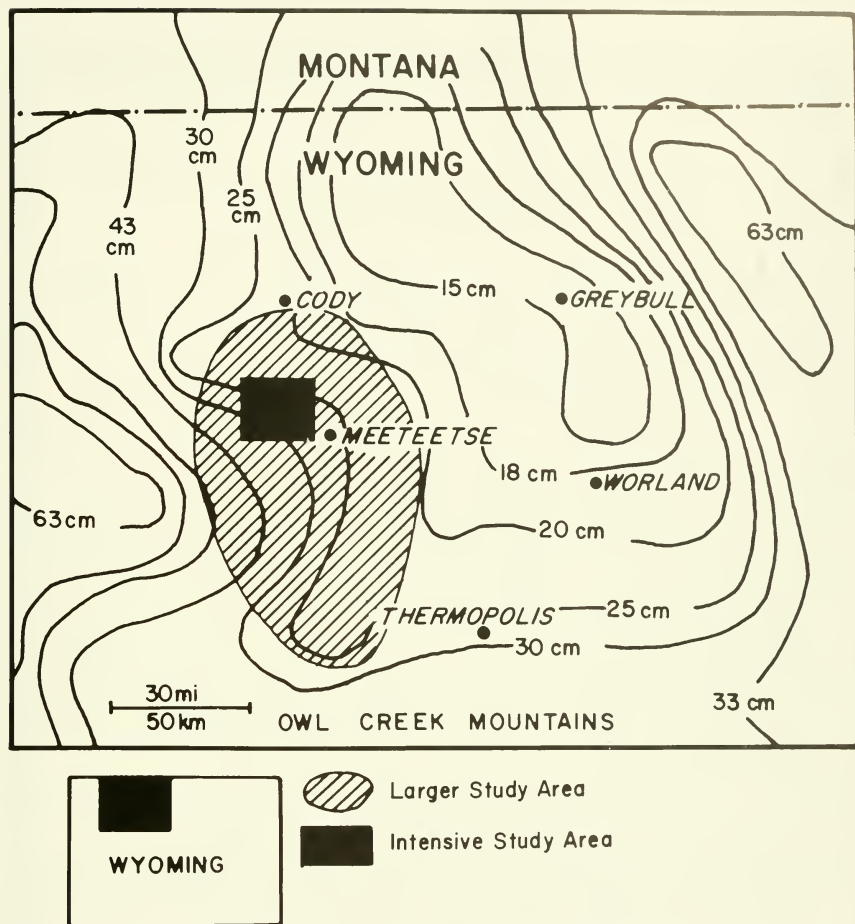 MONTANA
WYOMING
30
cm
25
cm
43
cm
63cm
15 cm
CODY
GREYBULL
MEETEETSE
18 cm
WORLAND
63cm
20 cm
THERMOPOLIS
25 cm
30 cm
33 cm
30mi
50km
OWL CREEK MOUNTAINS
Larger Study Area
Intensive Study Area
WYOMING